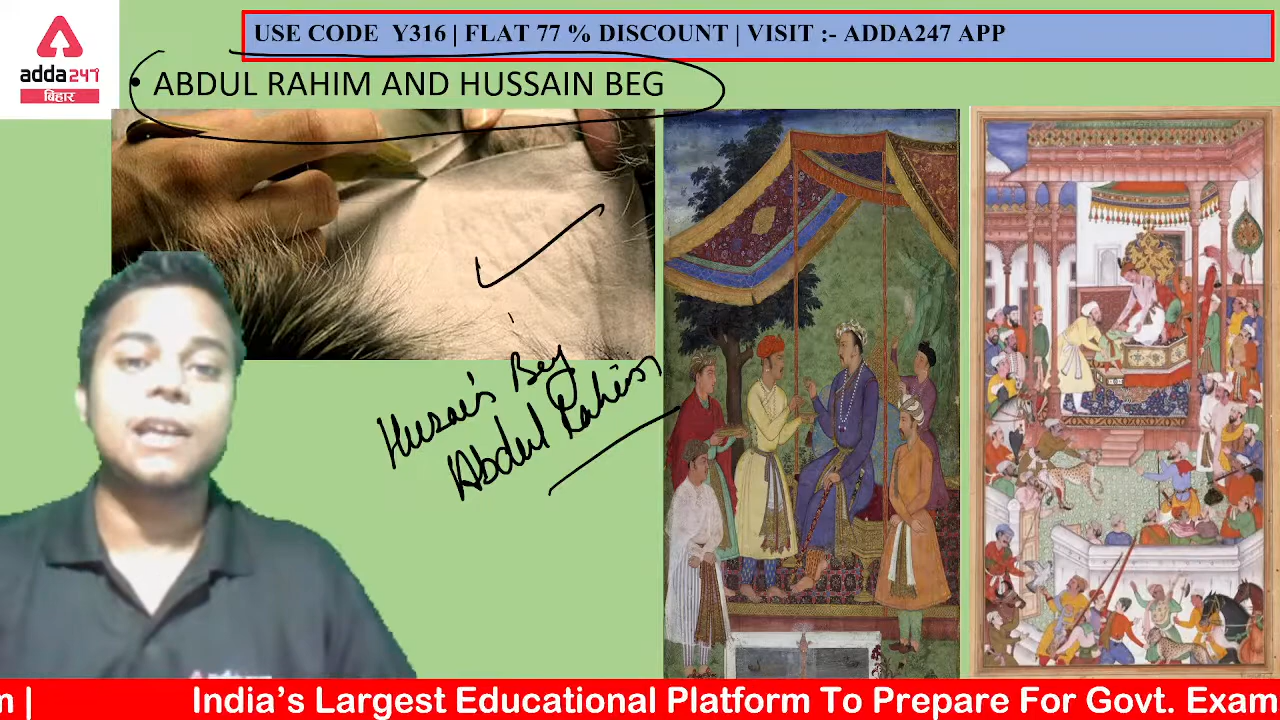 USE CODE Y316 | FLAT 77 % DISCOUNT | VISIT :- ADDA247 APP
adda247
बिहार
• ABDUL RAHIM AND HUSSAIN BEG
Husain's Beg
Abdul Rahim
m | India's Largest Educational Platform To Prepare For Govt. Exam